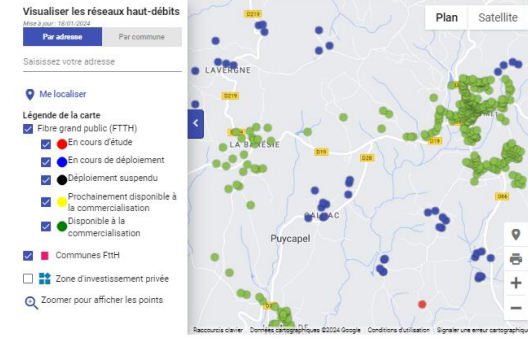 Visualiser les réseaux haut-débits
Mise à jour : 18/01/2024
Par adresse
Par commune
Saisissez votre adresse
Me localiser
Légende de la carte
Fibre grand public (FTTH)
En cours d'étude
En cours de déploiement
Déploiement suspendu
Prochainement disponible à
la commercialisation
Disponible à la
commercialisation
Communes FttH
Zone d'investissement privée
Zoomer pour afficher les points
Plan
Satellite
D219
LAVERGNE
D219
D19
D19
D28
D66
Puycapel
Raccourcis clavier
Données cartographiques ©2024 Google
Conditions d'utilisation
Signaler une erreur cartographique